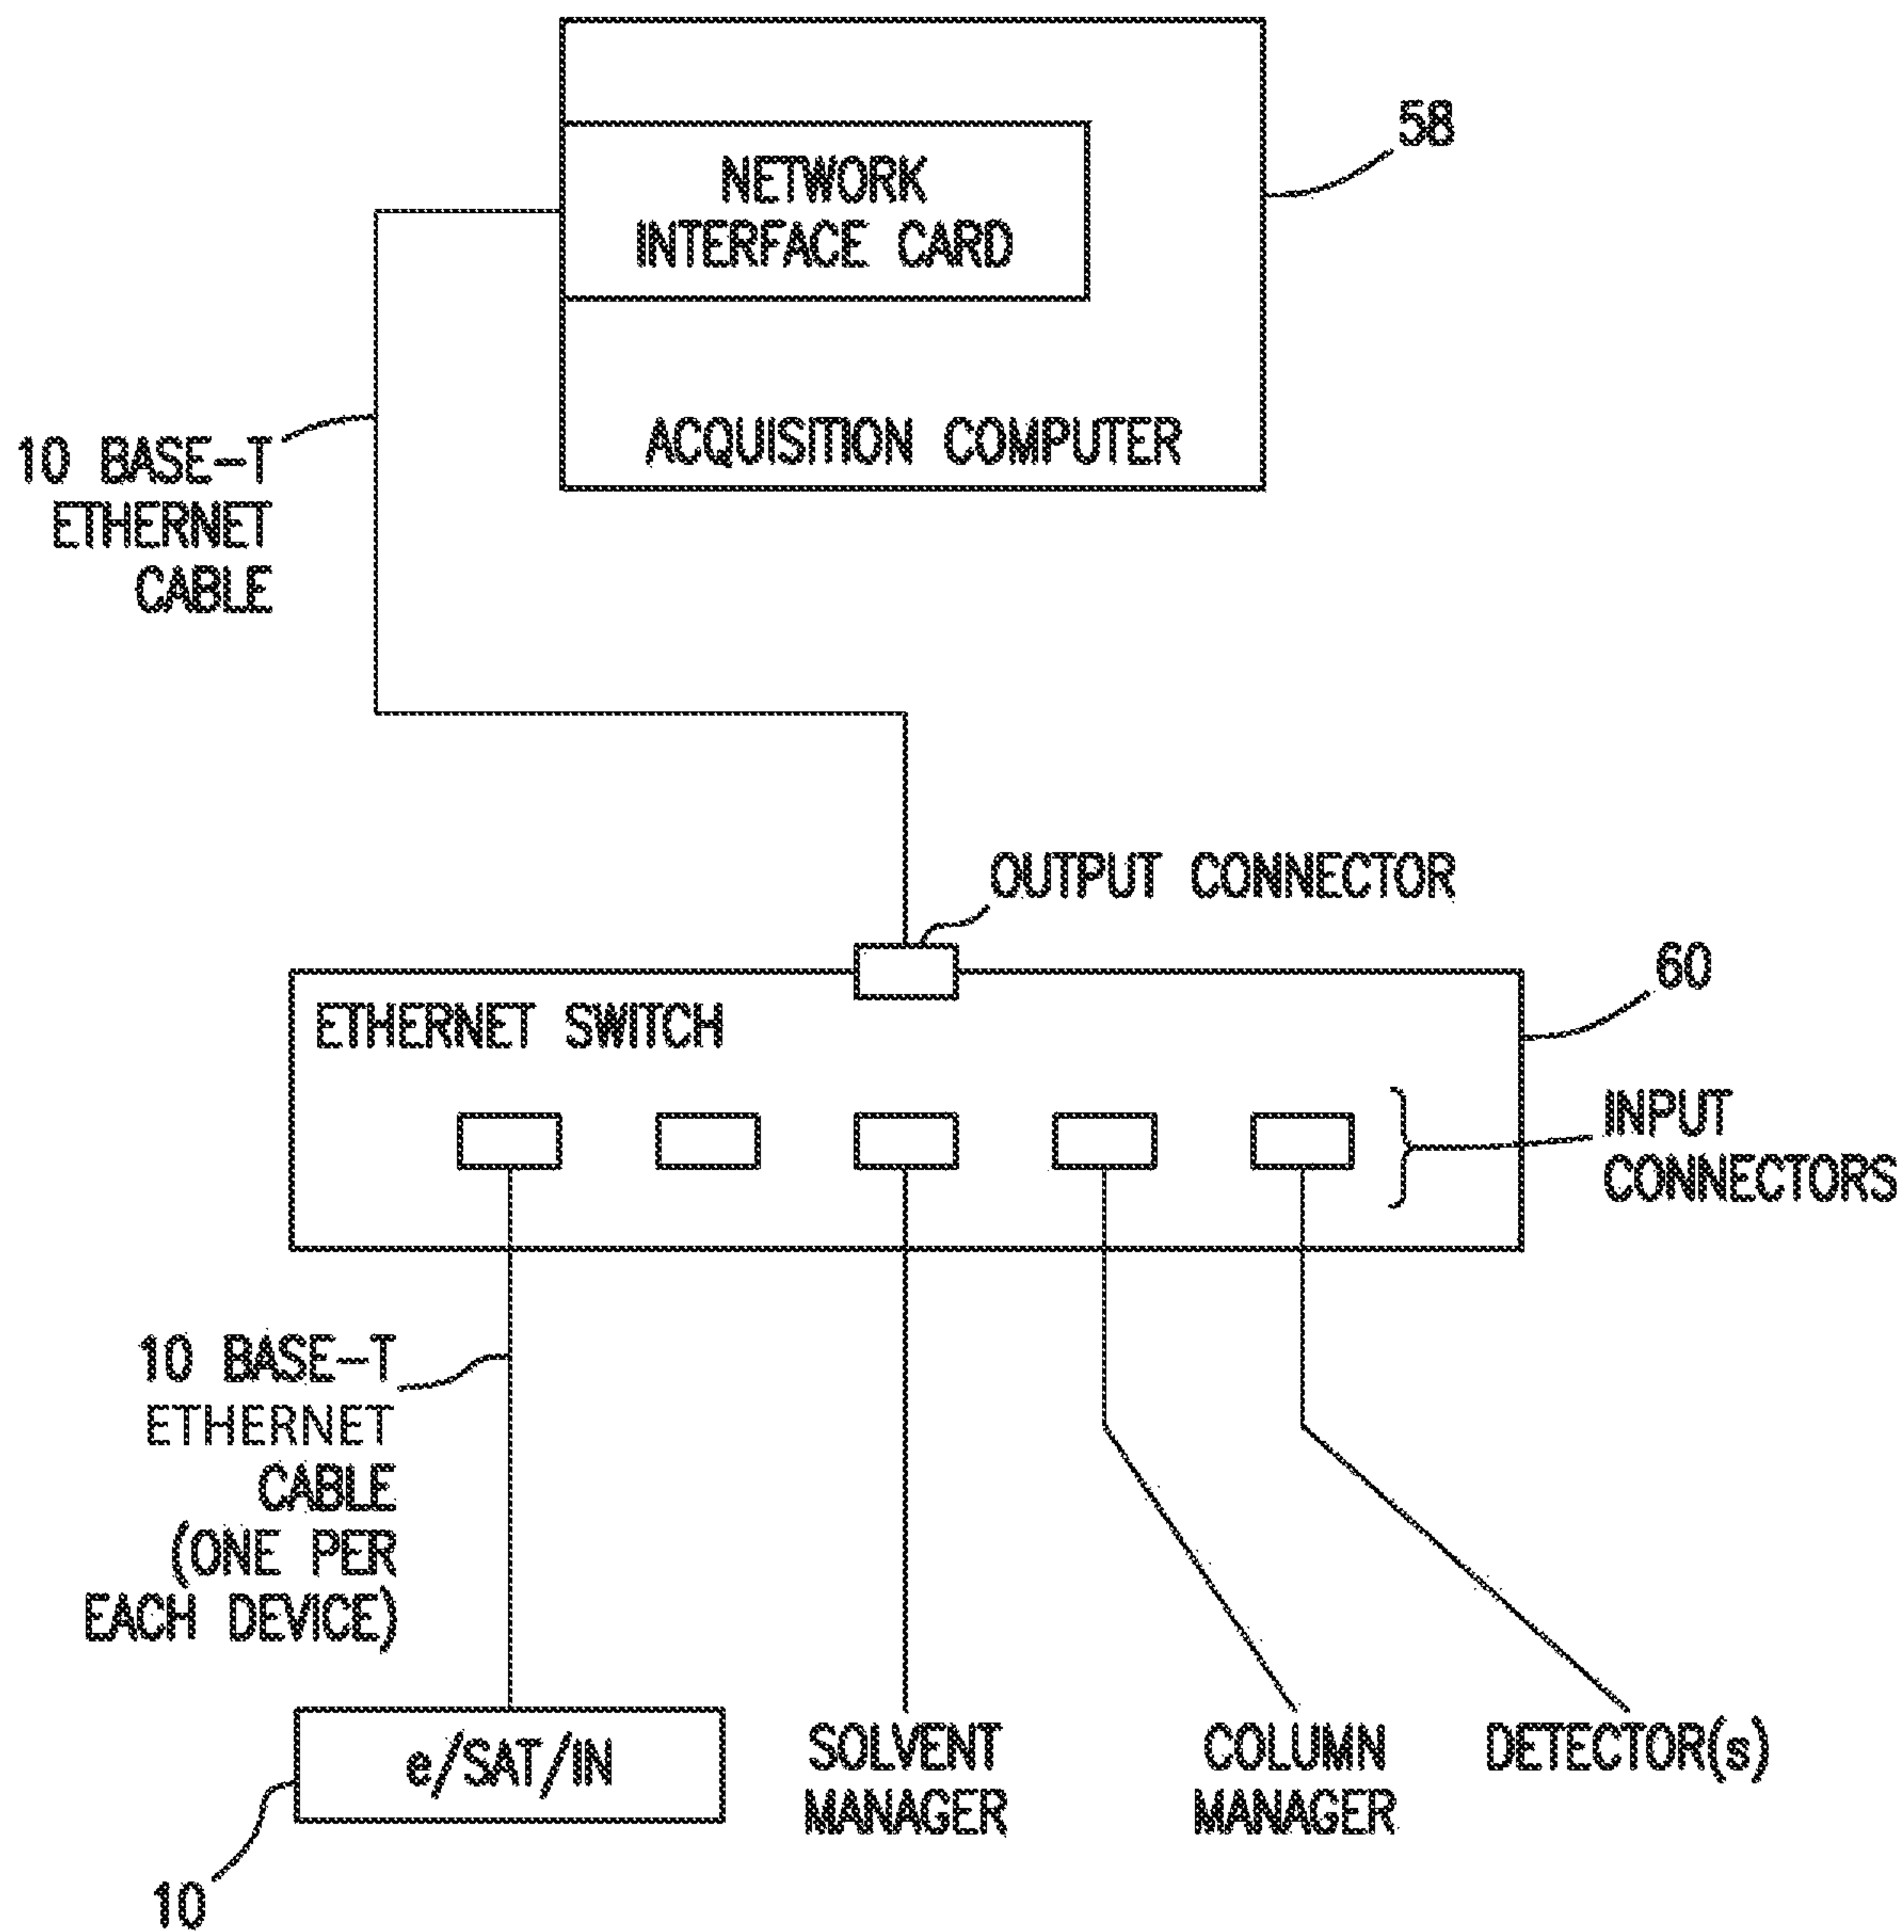 58
NETWORK
INTERFACE CARD
ACQUISITION COMPUTER
10 BASE-T
ETHERNET
CABLE
OUTPUT CONNECTOR
60
ETHERNET SWITCH
INPUT
CONNECTORS
10 BASE-T
ETHERNET
CABLE
(ONE PER
EACH DEVICE)
e/SAT/IN
10
SOLVENT
MANAGER
COLUMN
MANAGER
DETECTOR(s)